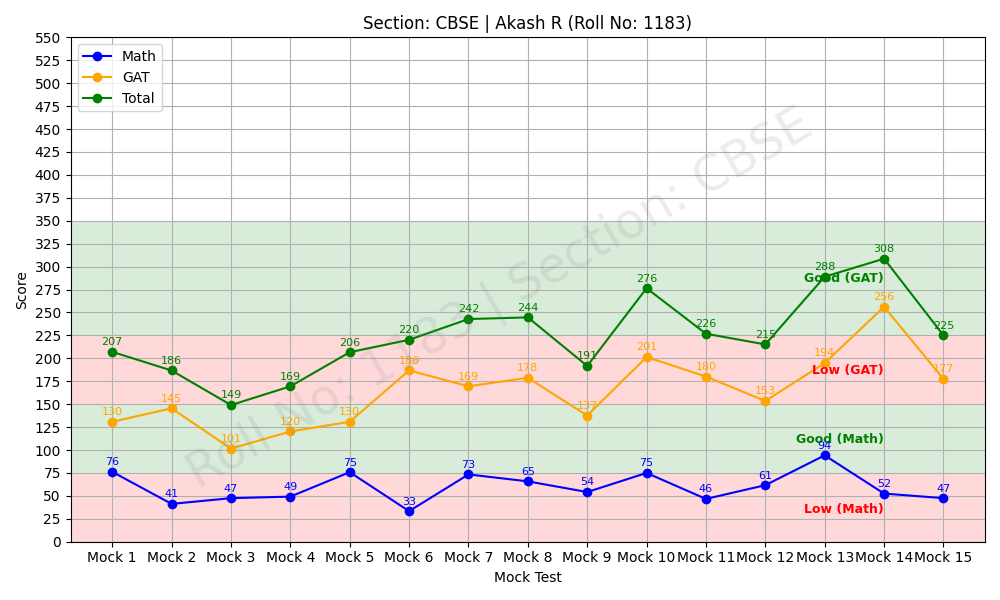 Section: CBSE | Akash R (Roll No: 1183)
Math
GAT
Total
Score
550
525
500
475
450
425
400
375
350
325
300
275
250
225
200
175
150
125
100
75
50
25
0
207 186 149 169 206 220 242 244 191 276 226 215 288 308 225
130 145 101 120 130 186 169 178 137 201 180 153 194 256 177
76 41 47 49 75 33 73 65 54 75 46 61 94 52 47
Good (GAT)
Low (GAT)
Good (Math)
Low (Math)
Roll No: 1183 | Section: CBSE
Mock 1 Mock 2 Mock 3 Mock 4 Mock 5 Mock 6 Mock 7 Mock 8 Mock 9 Mock 10 Mock 11 Mock 12 Mock 13 Mock 14 Mock 15
Mock Test